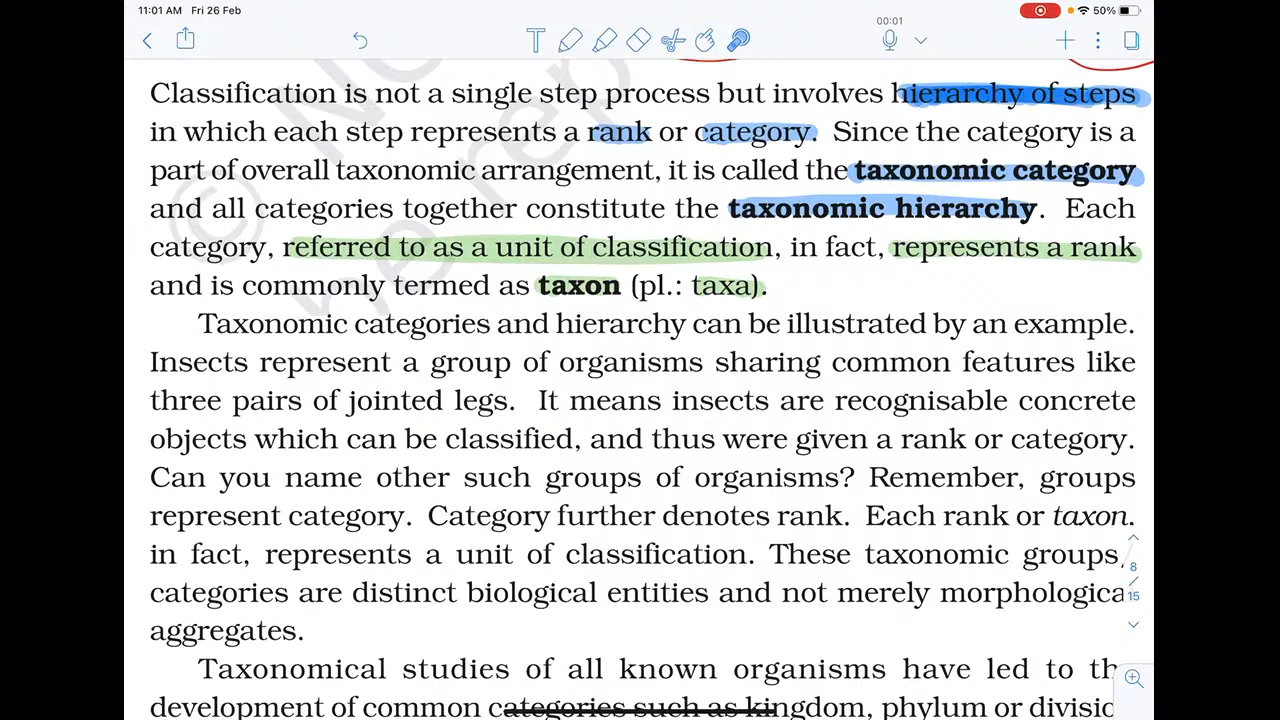 11:01 AM Fri 26 Feb
50%
00:01
Classification is not a single step process but involves hierarchy of steps
in which each step represents a rank or category. Since the category is a
part of overall taxonomic arrangement, it is called the taxonomic category
and all categories together constitute the taxonomic hierarchy. Each
category, referred to as a unit of classification, in fact, represents a rank
and is commonly termed as taxon (pl.: taxa).
Taxonomic categories and hierarchy can be illustrated by an example.
Insects represent a group of organisms sharing common features like
three pairs of jointed legs. It means insects are recognisable concrete
objects which can be classified, and thus were given a rank or category.
Can you name other such groups of organisms? Remember, groups
represent category. Category further denotes rank. Each rank or taxon.
in fact, represents a unit of classification. These taxonomic groups/
8
/
15
categories are distinct biological entities and not merely morphologica
aggregates.
Taxonomical studies of all known organisms have led to th
development of common categories such as kingdom, phylum or divisio